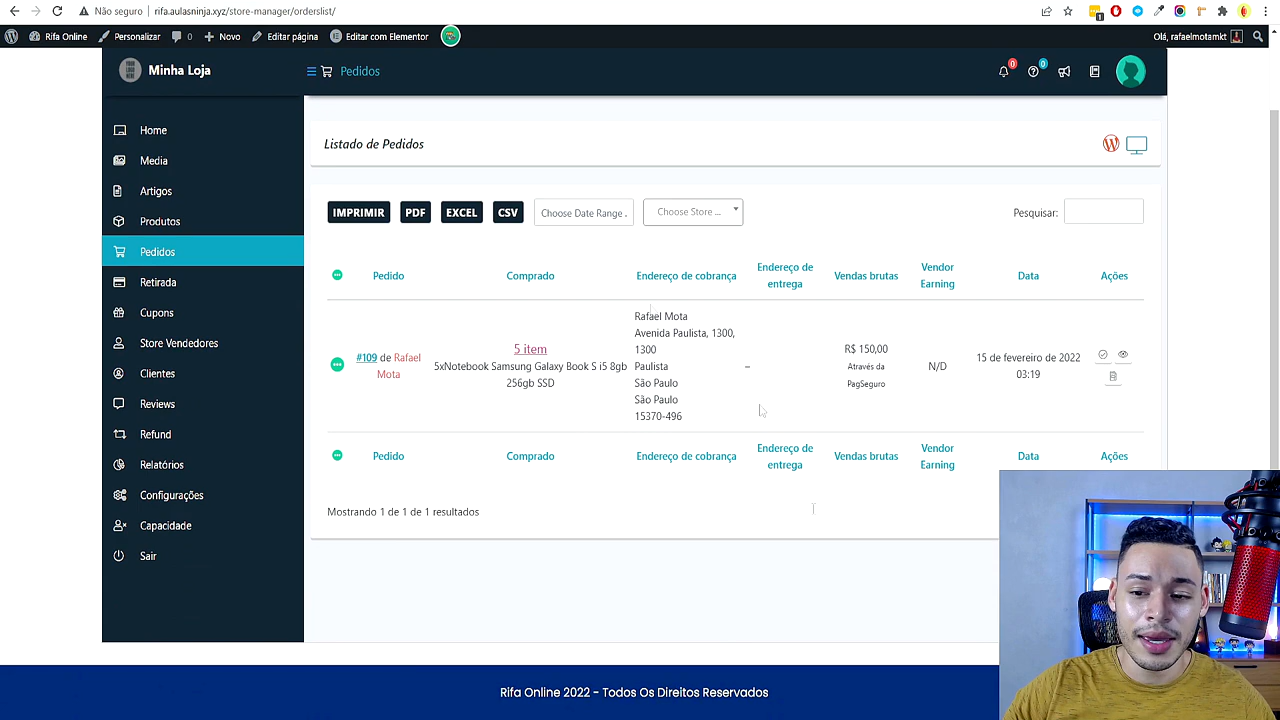 Não seguro
rifa.aulasninja.xyz/store-manager/orderslist/
1
Rifa Online
Personalizar
0
Novo
Editar página
Editar com Elementor
Olá, rafaelmotamkt
Minha Loja
Pedidos
0
0
Home
Media
Artigos
Produtos
Pedidos
Retirada
Cupons
Store Vendedores
Clientes
Reviews
Refund
Relatórios
Configurações
Capacidade
Sair
Listado de Pedidos
IMPRIMIR
PDF
EXCEL
CSV
Choose Date Range .
Choose Store ...
Pesquisar:
Pedido
Comprado
Endereço de cobrança
Endereço de
entrega
Vendas brutas
Vendor
Earning
Data
Ações
#109 de Rafael
Mota
5 item
5xNotebook Samsung Galaxy Book S i5 8gb
256gb SSD
Rafael Mota
Avenida Paulista, 1300,
1300
Paulista
São Paulo
São Paulo
15370-496
–
R$ 150,00
Através da
PagSeguro
N/D
15 de fevereiro de 2022
03:19
Pedido
Comprado
Endereço de cobrança
Endereço de
entrega
Vendas brutas
Vendor
Earning
Data
Ações
Mostrando 1 de 1 de 1 resultados
Rifa Online 2022 – Todos Os Direitos Reservados